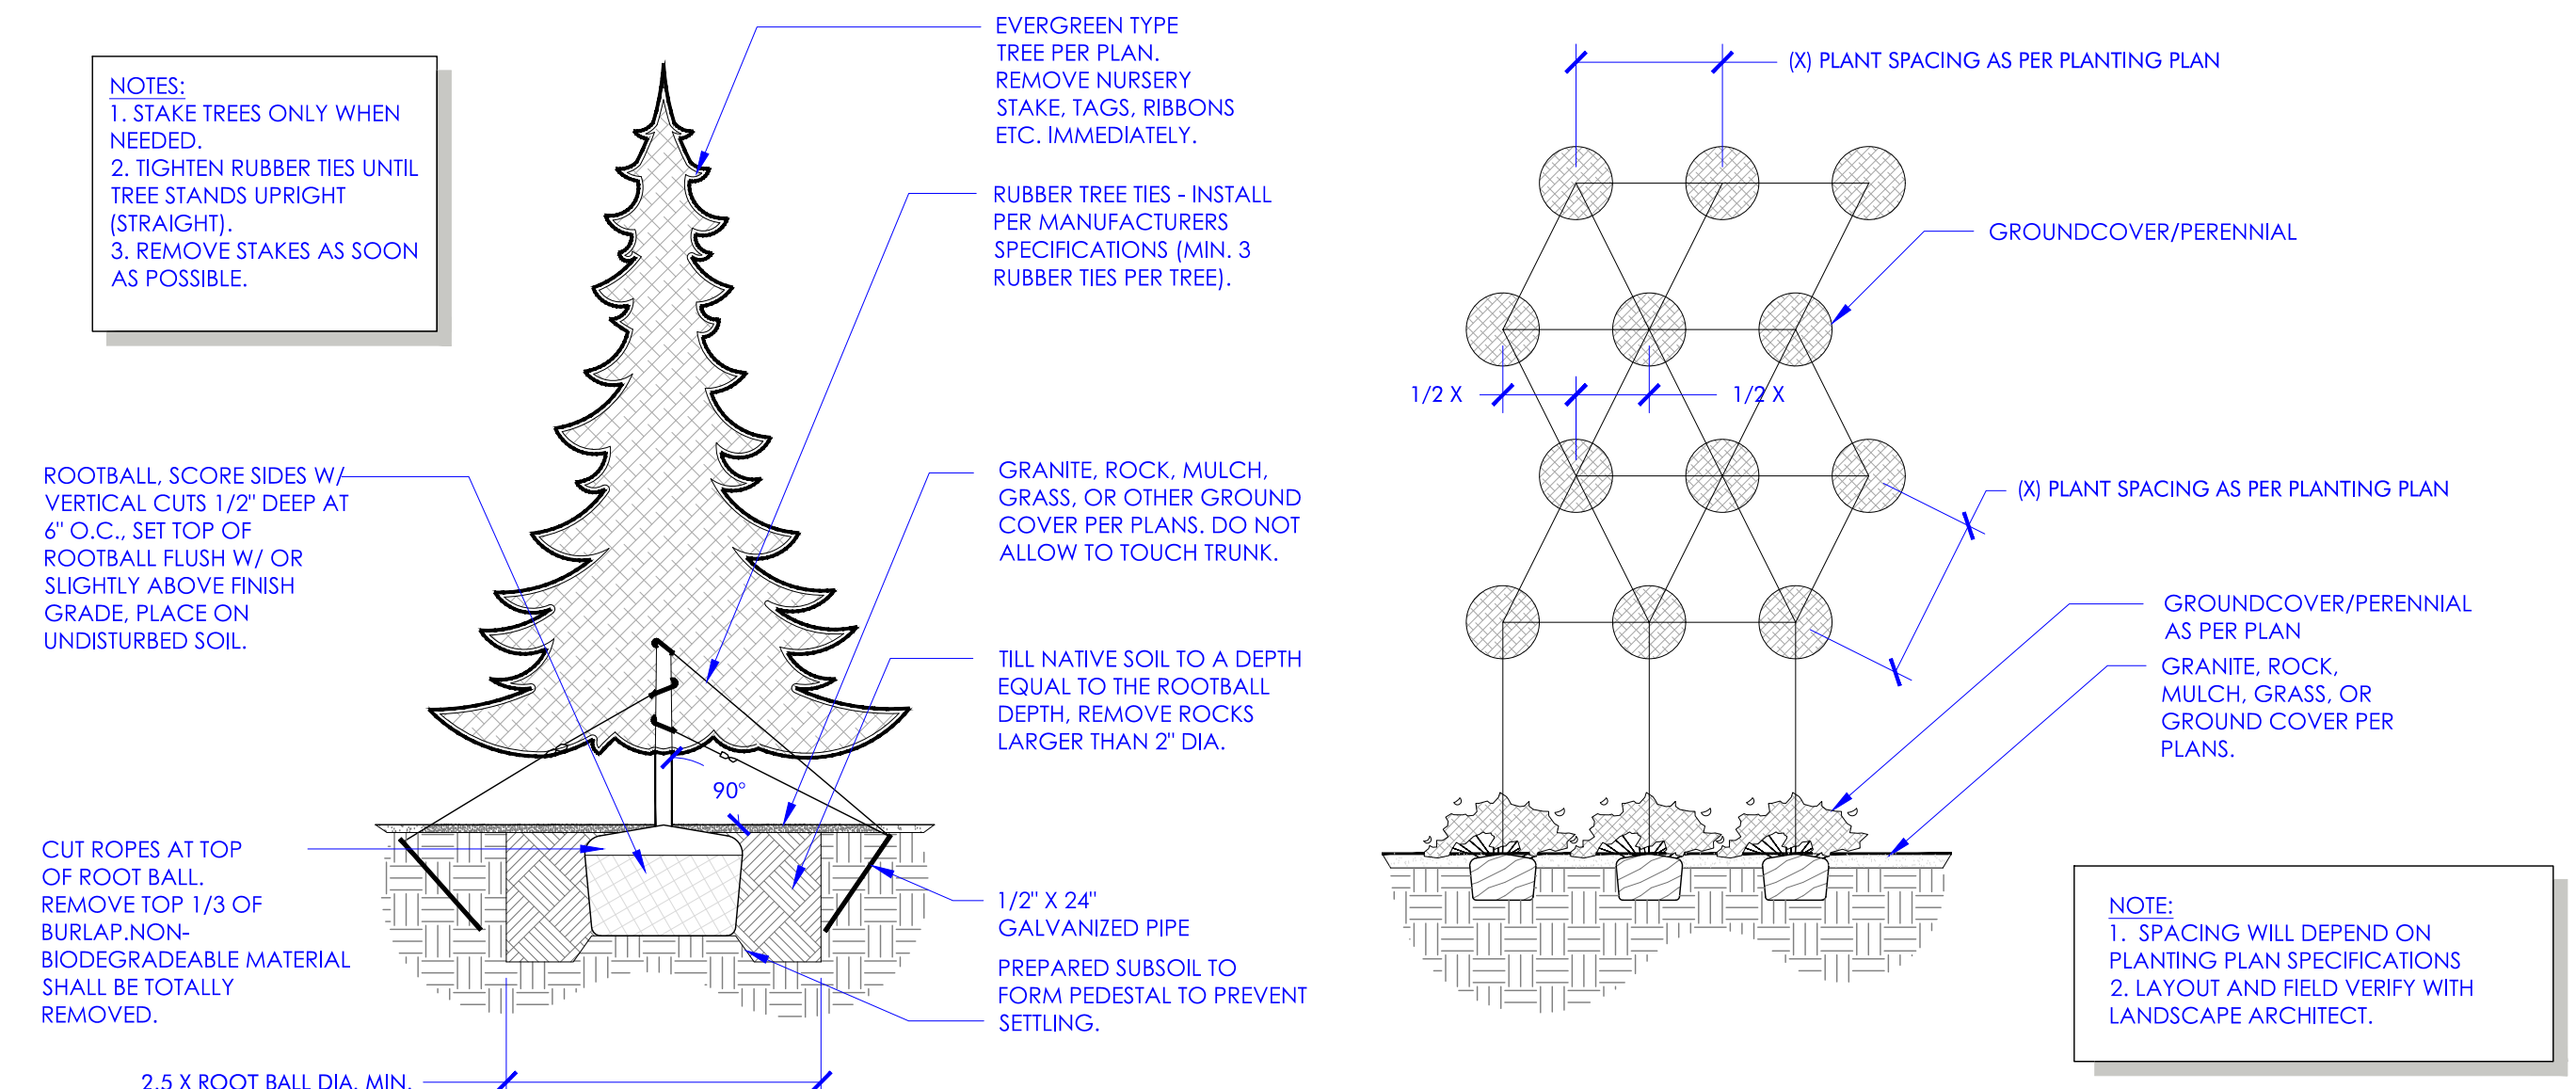 NOTES:
1. STAKE TREES ONLY WHEN
NEEDED.
2. TIGHTEN RUBBER TIES UNTIL
TREE STANDS UPRIGHT
(STRAIGHT).
3. REMOVE STAKES AS SOON
AS POSSIBLE.
EVERGREEN TYPE
TREE PER PLAN.
REMOVE NURSERY
STAKE, TAGS, RIBBONS
ETC. IMMEDIATELY.
RUBBER TREE TIES - INSTALL
PER MANUFACTURERS
SPECIFICATIONS (MIN. 3
RUBBER TIES PER TREE).
ROOTBALL, SCORE SIDES W/
VERTICAL CUTS 1/2" DEEP AT
6" O.C., SET TOP OF
ROOTBALL FLUSH W/ OR
SLIGHTLY ABOVE FINISH
GRADE, PLACE ON
UNDISTURBED SOIL.
GRANITE, ROCK, MULCH,
GRASS, OR OTHER GROUND
COVER PER PLANS. DO NOT
ALLOW TO TOUCH TRUNK.
TILL NATIVE SOIL TO A DEPTH
EQUAL TO THE ROOTBALL
DEPTH, REMOVE ROCKS
LARGER THAN 2" DIA.
90°
CUT ROPES AT TOP
OF ROOT BALL.
REMOVE TOP 1/3 OF
BURLAP.NON-
BIODEGRADEABLE MATERIAL
SHALL BE TOTALLY
REMOVED.
1/2" X 24"
GALVANIZED PIPE
PREPARED SUBSOIL TO
FORM PEDESTAL TO PREVENT
SETTLING.
2.5 X ROOT BALL DIA. MIN.
(X) PLANT SPACING AS PER PLANTING PLAN
GROUNDCOVER/PERENNIAL
1/2 X
1/2 X
(X) PLANT SPACING AS PER PLANTING PLAN
GROUNDCOVER/PERENNIAL
AS PER PLAN
GRANITE, ROCK,
MULCH, GRASS, OR
GROUND COVER PER
PLANS.
NOTE:
1. SPACING WILL DEPEND ON
PLANTING PLAN SPECIFICATIONS
2. LAYOUT AND FIELD VERIFY WITH
LANDSCAPE ARCHITECT.